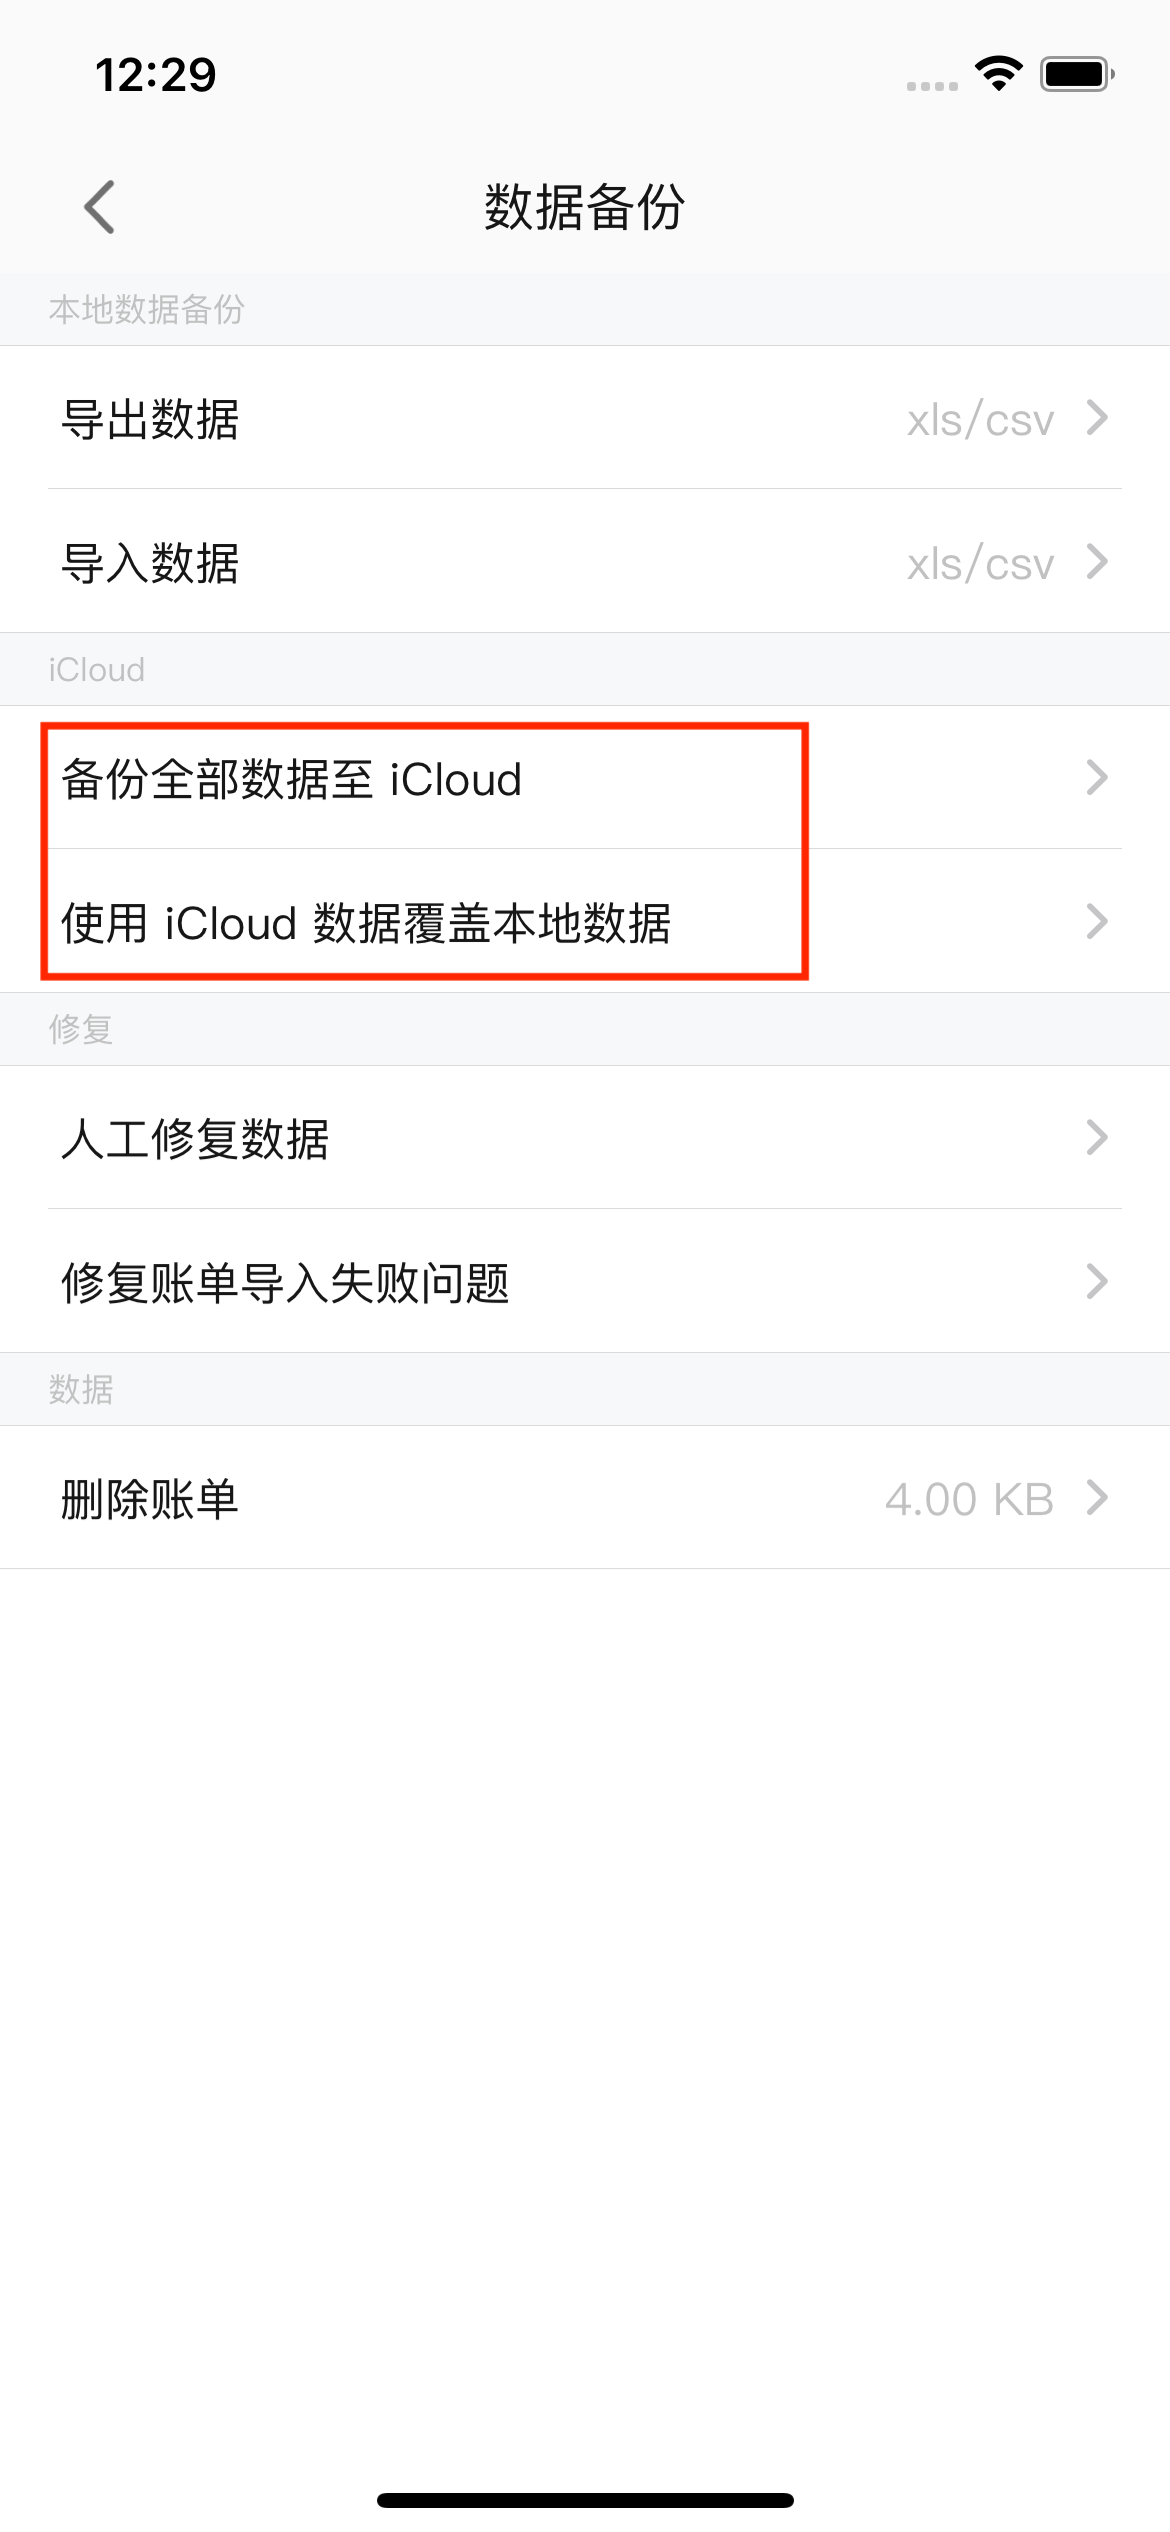 12:29
数据备份
本地数据备份
导出数据 xls/csv
导入数据 xls/csv
iCloud
备份全部数据至 iCloud
使用 iCloud 数据覆盖本地数据
修复
人工修复数据
修复账单导入失败问题
数据
删除账单 4.00 KB